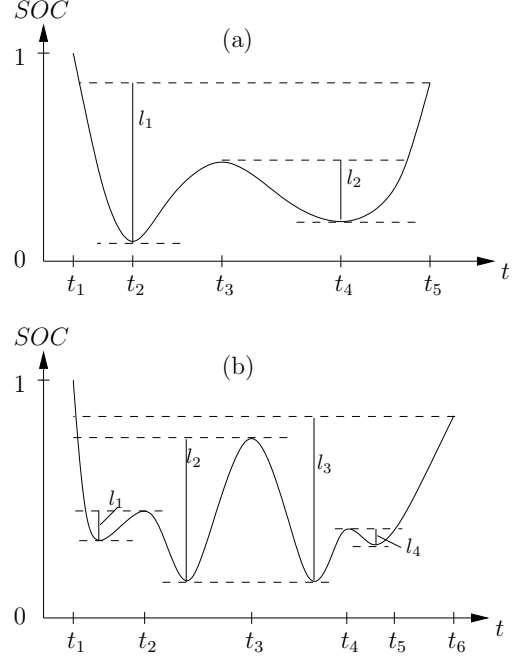 SOC
(a)
1
l₁
l₂
0
t₁ t₂ t₃ t₄ t₅ t
SOC
(b)
1
l₂
l₃
l₁
l₄
0
t₁ t₂ t₃ t₄ t₅ t₆ t